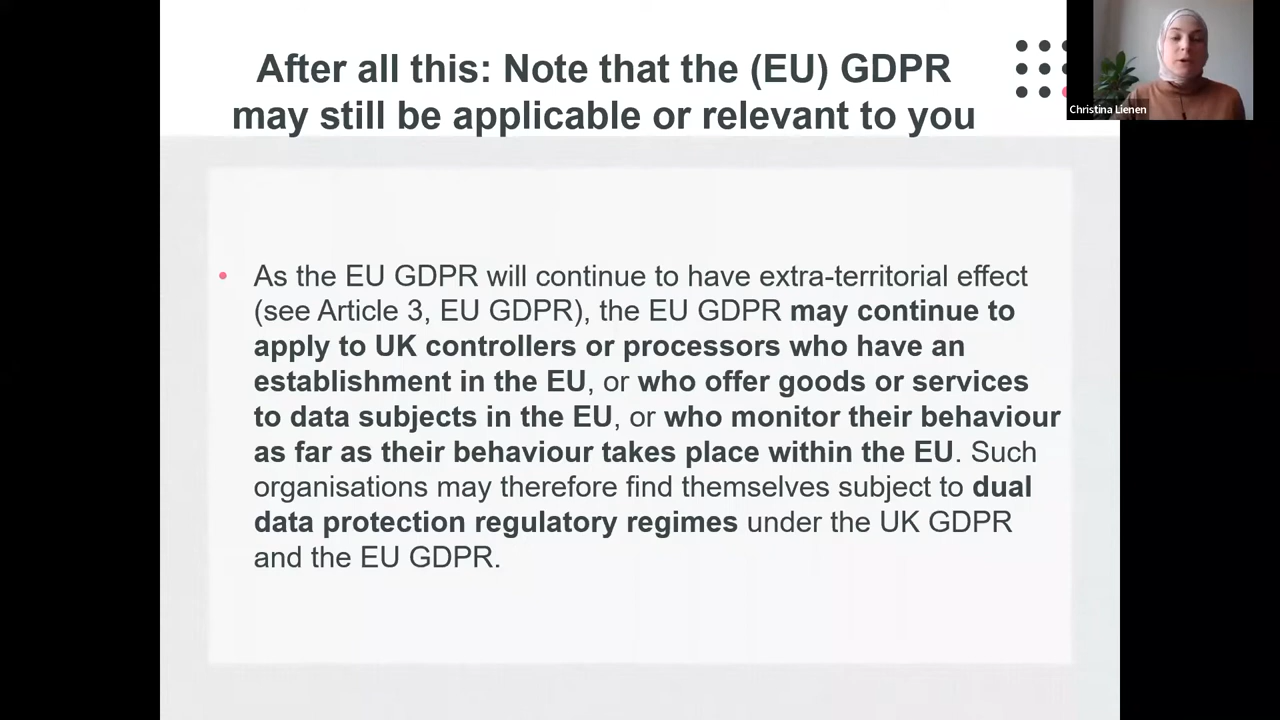 After all this: Note that the (EU) GDPR
may still be applicable or relevant to you
Christina Lienen
• As the EU GDPR will continue to have extra-territorial effect
(see Article 3, EU GDPR), the EU GDPR may continue to
apply to UK controllers or processors who have an
establishment in the EU, or who offer goods or services
to data subjects in the EU, or who monitor their behaviour
as far as their behaviour takes place within the EU. Such
organisations may therefore find themselves subject to dual
data protection regulatory regimes under the UK GDPR
and the EU GDPR.